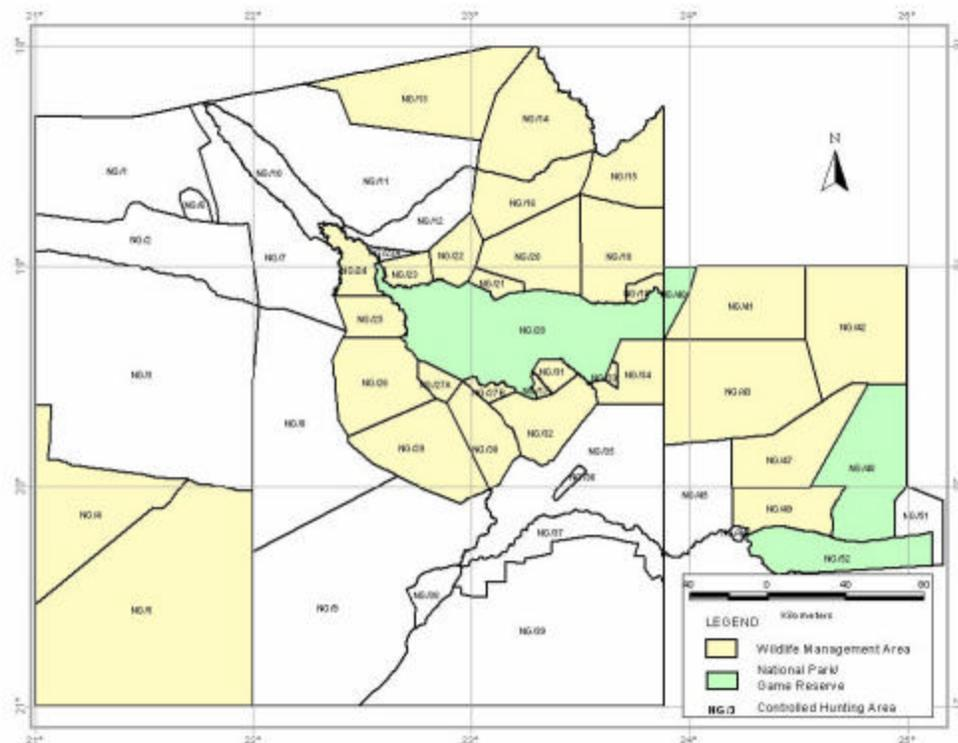 21° 22° 23° 24° 25°
18°
NG/13
NG/14
N
NG/1
NG/10
NG/11
NG/15
NG/16
NG/12
NG/2
NG/7
NG/22
NG/20
NG/18
19°
NG/24
NG/23
NG/21
NG/41
NG/42
NG/25
NG/28
NG/3
NG/26
NG/27A
NG/27B
NG/31
NG/34
NG/43
NG/8
NG/29
NG/30
NG/32
NG/35
NG/47
NG/48
20°
NG/4
NG/36
NG/45
NG/49
NG/51
NG/37
NG/52
NG/5
NG/9
NG/38
NG/39
40 0 40 80
Kilometers
LEGEND
Wildlife Management Area
National Park/
Game Reserve
NG/3 Controlled Hunting Area
21°